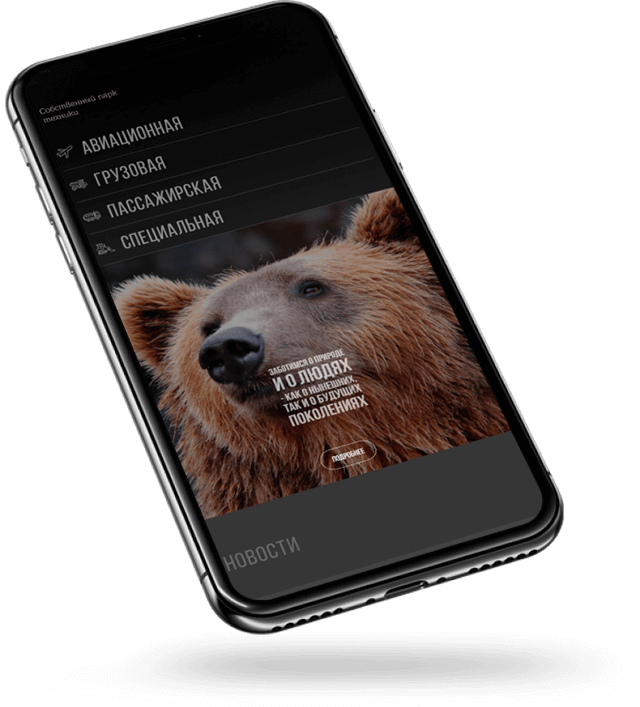 Собственный парк
техники
АВИАЦИОННАЯ
ГРУЗОВАЯ
ПАССАЖИРСКАЯ
СПЕЦИАЛЬНАЯ
ЗАБОТИМСЯ О ПРИРОДЕ
И О ЛЮДЯХ
- КАК О НЫНЕШНИХ,
ТАК И О БУДУЩИХ
ПОКОЛЕНИЯХ
ПОДРОБНЕЕ
НОВОСТИ